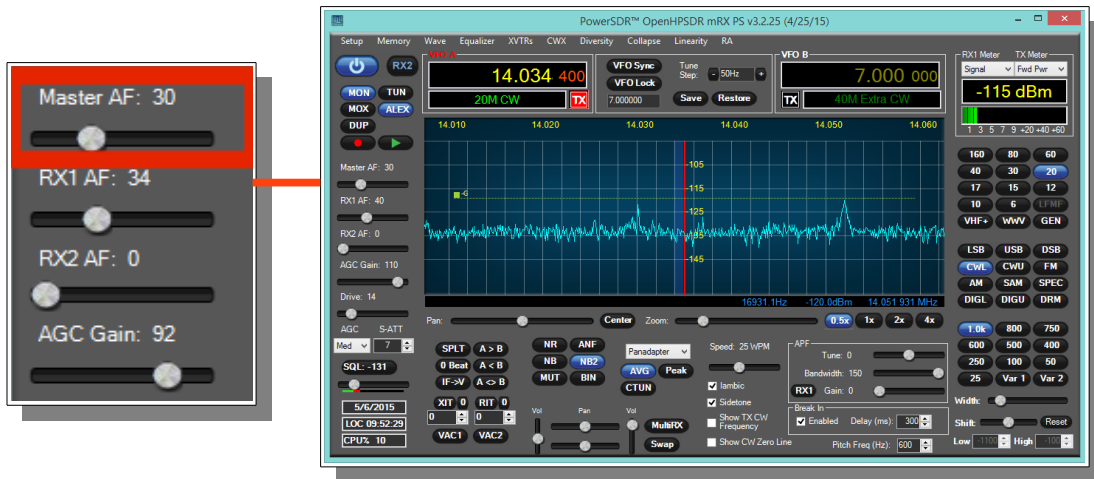 Master AF: 30
RX1 AF: 34
RX2 AF: 0
AGC Gain: 92
PowerSDR™ OpenHPSDR mRX PS v3.2.25 (4/25/15)
Setup Memory Wave Equalizer XVTRs CWX Diversity Collapse Linearity RA
RX2
MON TUN
MOX ALEX
DUP
VFO A
14.034 400
20M CW TX
VFO Sync
VFO Lock
7.000000
Tune
Step: - 50Hz +
Save Restore
VFO B
7.000 000
TX 40M Extra CW
RX1 Meter TX Meter
Signal Fwd Pwr
-115 dBm
1 3 5 7 9 +20 +40 +60
Master AF: 30
RX1 AF: 40
RX2 AF: 0
AGC Gain: 110
Drive: 14
AGC S-ATT
Med 7
SQL: -131
5/6/2015
LOC 09:52:29
CPU% 10
14.010 14.020 14.030 14.040 14.050 14.060
-105
-G
-115
-125
-135
-145
16931.1Hz -120.0dBm 14.051 931 MHz
Pan: Center Zoom: 0.5x 1x 2x 4x
SPLT A > B
0 Beat A < B
IF->V A <> B
XIT 0 RIT 0
0 0
VAC1 VAC2
NR ANF
NB NB2
MUT BIN
Panadapter
AVG Peak
CTUN
Vol Pan Vol
MultiRX
Swap
Speed: 25 WPM
Iambic
Sidetone
Show TX CW
Frequency
Show CW Zero Line
APF
Tune: 0
Bandwidth: 150
RX1 Gain: 0
Break In
Enabled Delay (ms): 300
Pitch Freq (Hz): 600
160 80 60
40 30 20
17 15 12
10 6 LFMF
VHF+ WWV GEN
LSB USB DSB
CWL CWU FM
AM SAM SPEC
DIGL DIGU DRM
1.0k 800 750
600 500 400
250 100 50
25 Var 1 Var 2
Width:
Shift: Reset
Low -1100 High -100